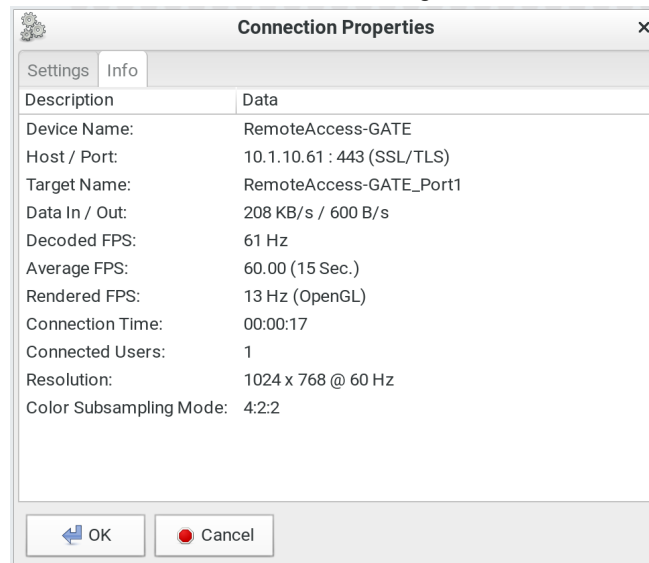 Connection Properties
Settings Info
Description Data
Device Name: RemoteAccess-GATE
Host / Port: 10.1.10.61 : 443 (SSL/TLS)
Target Name: RemoteAccess-GATE_Port1
Data In / Out: 208 KB/s / 600 B/s
Decoded FPS: 61 Hz
Average FPS: 60.00 (15 Sec.)
Rendered FPS: 13 Hz (OpenGL)
Connection Time: 00:00:17
Connected Users: 1
Resolution: 1024 x 768 @ 60 Hz
Color Subsampling Mode: 4:2:2
OK Cancel